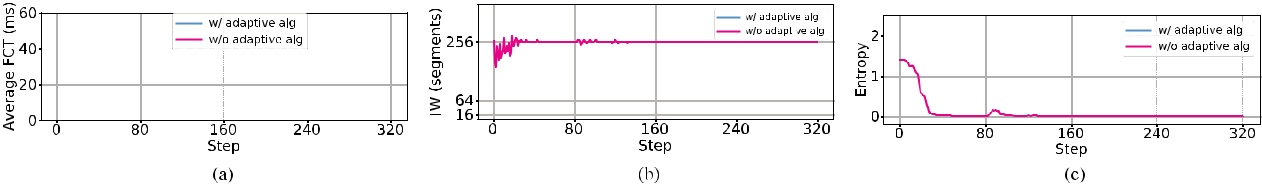 Average FCT (ms)
60
40
20
0
w/ adaptive alg
w/o adaptive alg
0 80 160 240 320
Step
(a)
IW (segments)
256
64
16
w/ adaptive alg
w/o adaptive alg
0 80 160 240 320
Step
(b)
Entropy
2
1
0
w/ adaptive alg
w/o adaptive alg
0 80 160 240 320
Step
(c)